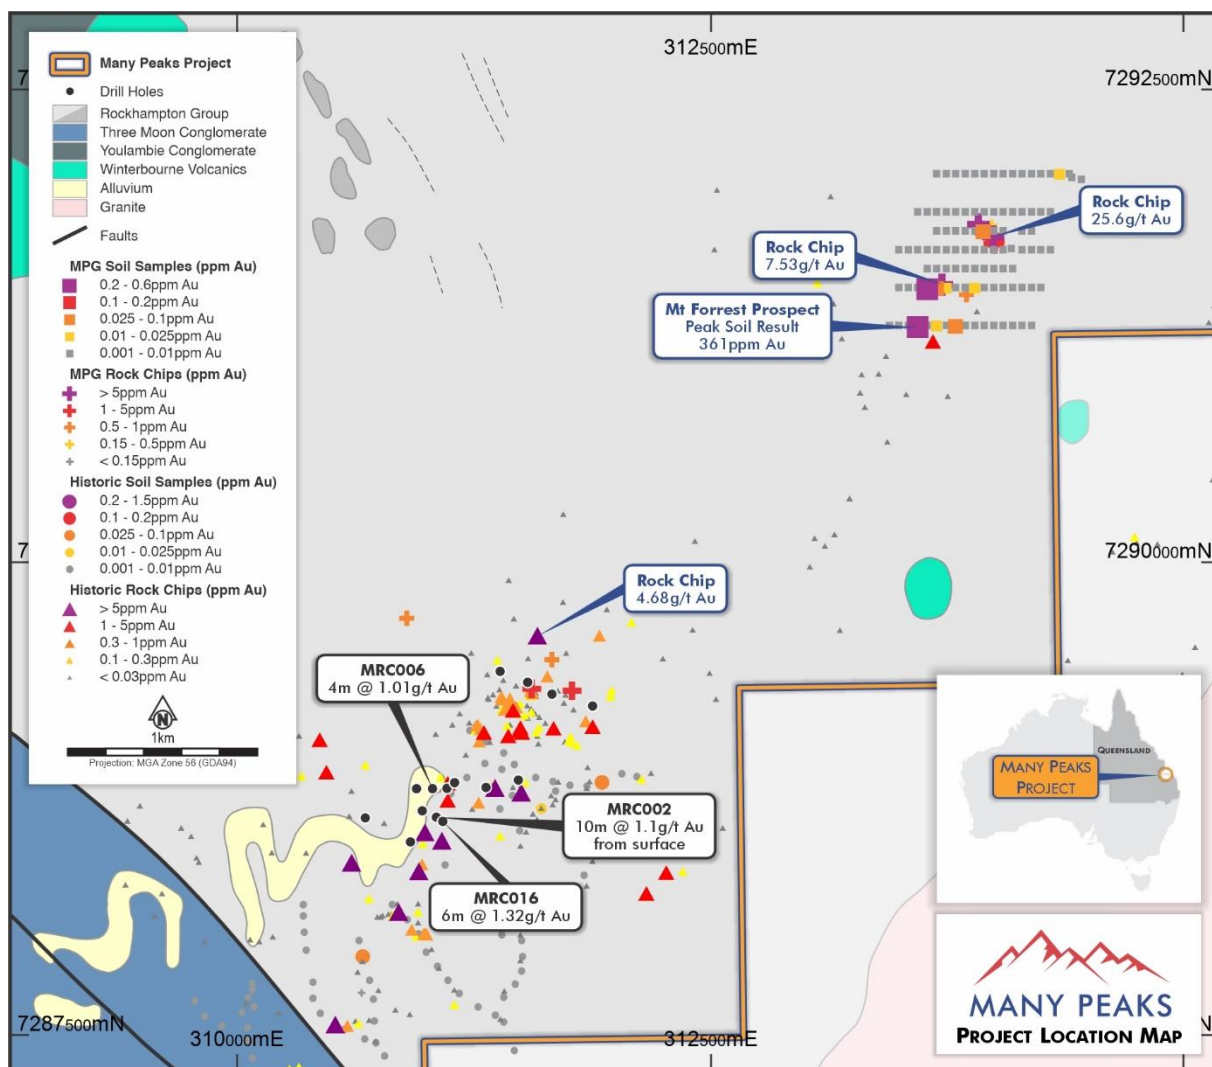 312500mE
7
7292500mN
Many Peaks Project
Drill Holes
Rockhampton Group
Three Moon Conglomerate
Youlambie Conglomerate
Winterbourne Volcanics
Alluvium
Granite
Faults
MPG Soil Samples (ppm Au)
0.2 - 0.6ppm Au
0.1 - 0.2ppm Au
0.025 - 0.1ppm Au
0.01 - 0.025ppm Au
0.001 - 0.01ppm Au
MPG Rock Chips (ppm Au)
> 5ppm Au
1 - 5ppm Au
0.5 - 1ppm Au
0.15 - 0.5ppm Au
< 0.15ppm Au
Historic Soil Samples (ppm Au)
0.2 - 1.5ppm Au
0.1 - 0.2ppm Au
0.025 - 0.1ppm Au
0.01 - 0.025ppm Au
0.001 - 0.01ppm Au
Historic Rock Chips (ppm Au)
> 5ppm Au
1 - 5ppm Au
0.3 - 1ppm Au
0.1 - 0.3ppm Au
< 0.03ppm Au
N
1km
Projection: MGA Zone 56 (GDA94)
Rock Chip
25.6g/t Au
Rock Chip
7.53g/t Au
Mt Forrest Prospect
Peak Soil Result
361ppm Au
7
7290000mN
Rock Chip
4.68g/t Au
MRC006
4m @ 1.01g/t Au
MRC002
10m @ 1.1g/t Au
from surface
MRC016
6m @ 1.32g/t Au
QUEENSLAND
MANY PEAKS
PROJECT
MANY PEAKS
PROJECT LOCATION MAP
7287500mN
310000mE
312500mE
N